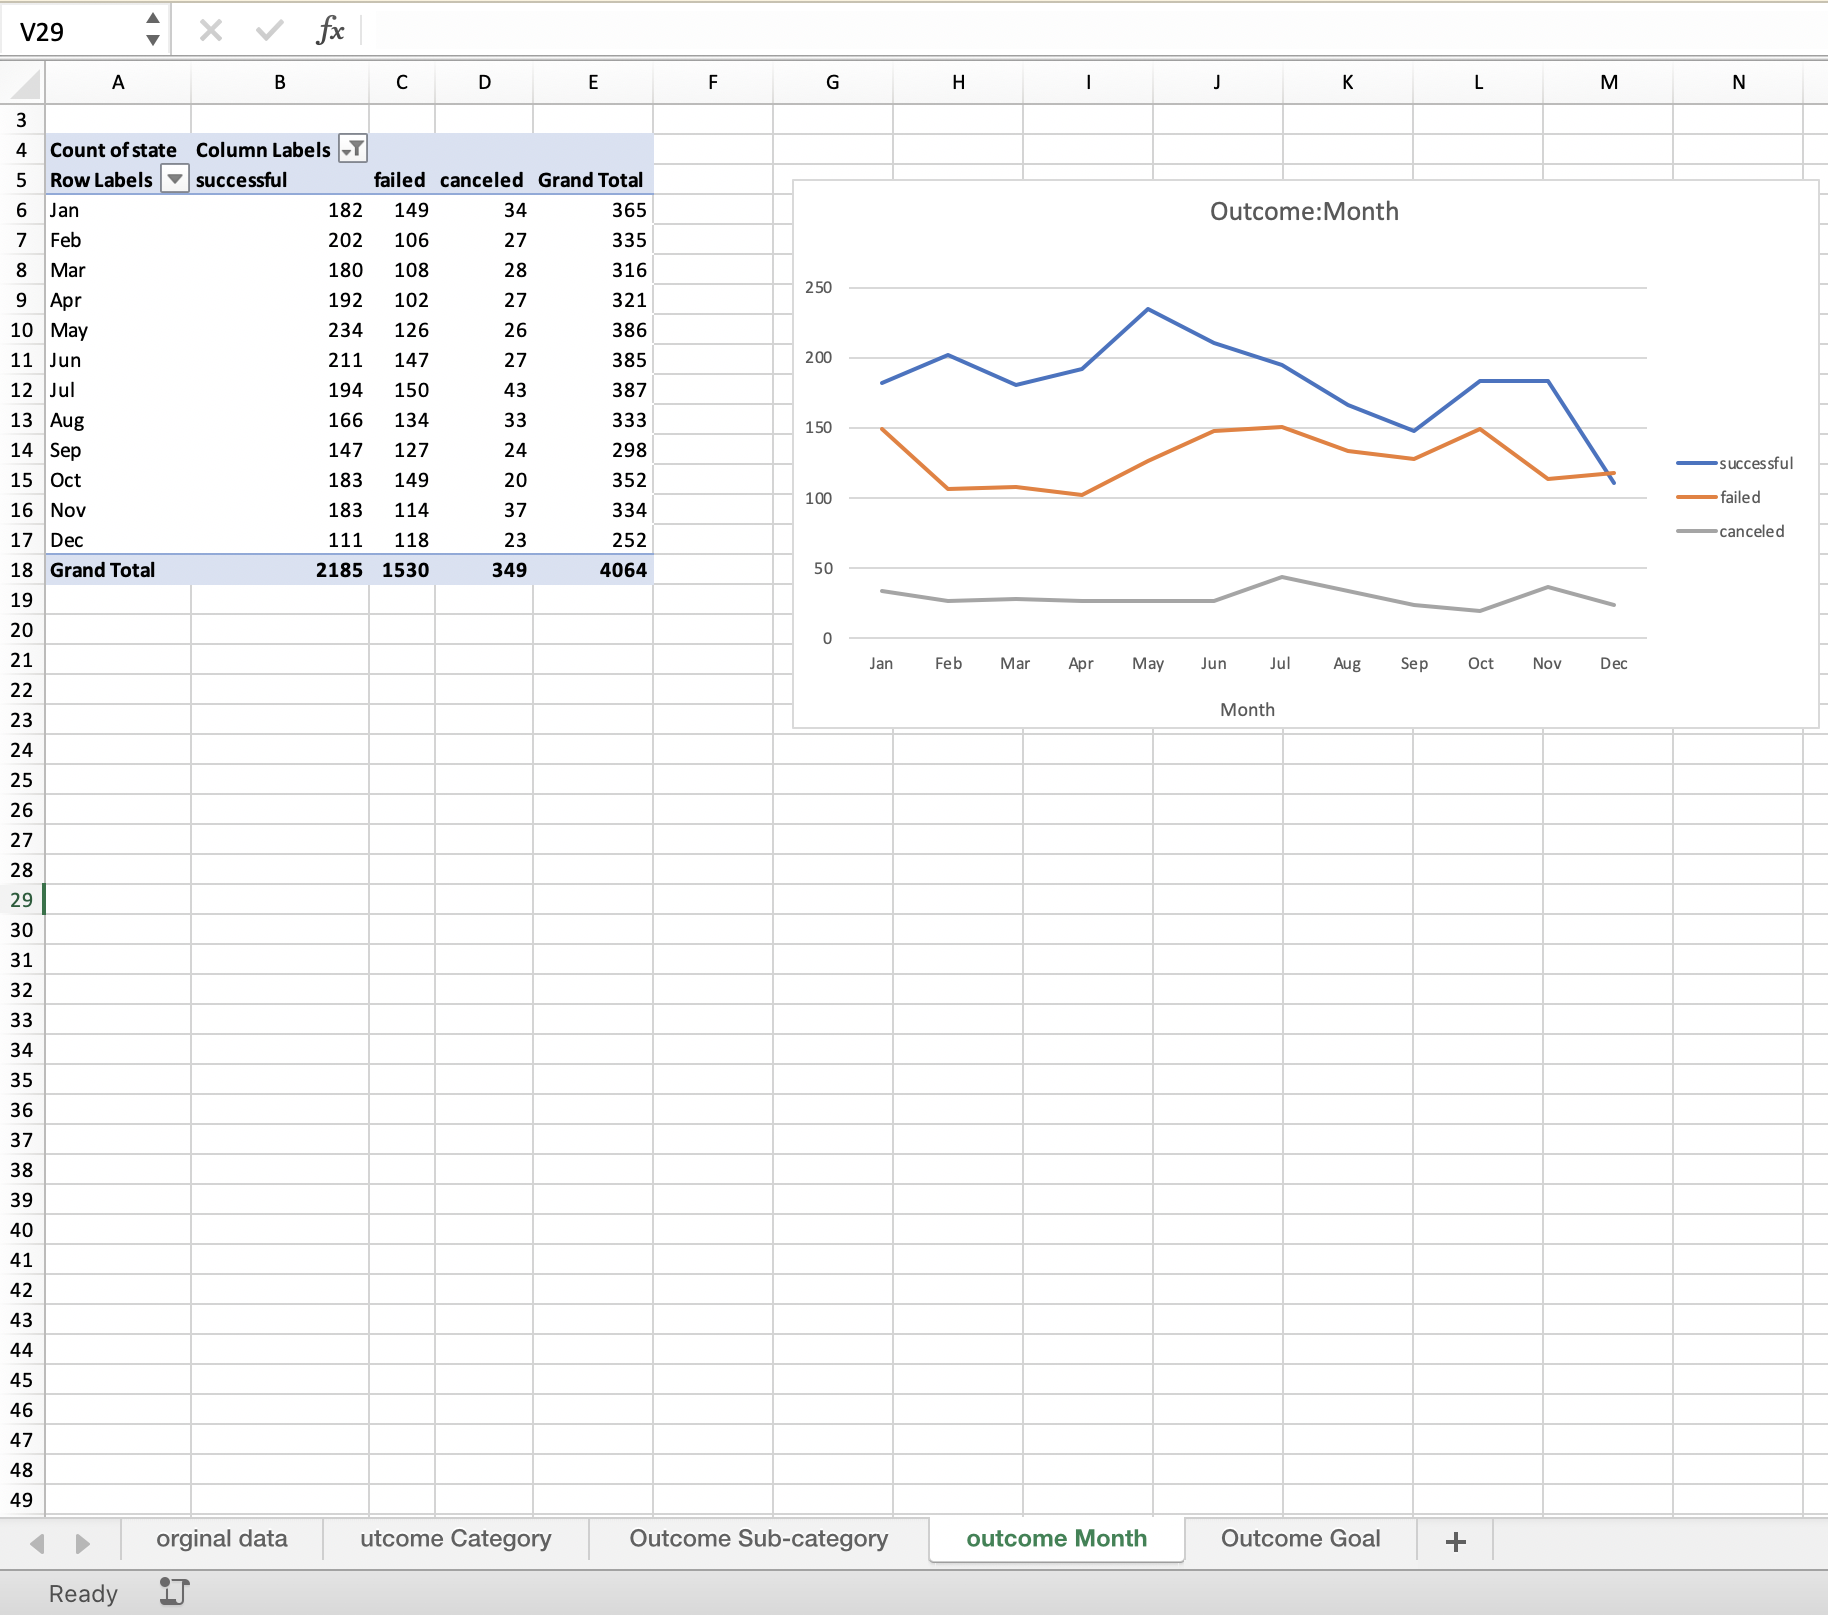 V29 fx
A B C D E F G H I J K L M N
3
4 Count of state Column Labels
5 Row Labels successful failed canceled Grand Total
6 Jan 182 149 34 365
7 Feb 202 106 27 335
8 Mar 180 108 28 316
9 Apr 192 102 27 321
10 May 234 126 26 386
11 Jun 211 147 27 385
12 Jul 194 150 43 387
13 Aug 166 134 33 333
14 Sep 147 127 24 298
15 Oct 183 149 20 352
16 Nov 183 114 37 334
17 Dec 111 118 23 252
18 Grand Total 2185 1530 349 4064
19
20
21
22
23
24
25
26
27
28
29
30
31
32
33
34
35
36
37
38
39
40
41
42
43
44
45
46
47
48
49
Outcome:Month
250
200
150
100
50
0
Jan Feb Mar Apr May Jun Jul Aug Sep Oct Nov Dec
Month
successful
failed
canceled
orginal data utcome Category Outcome Sub-category outcome Month Outcome Goal +
Ready